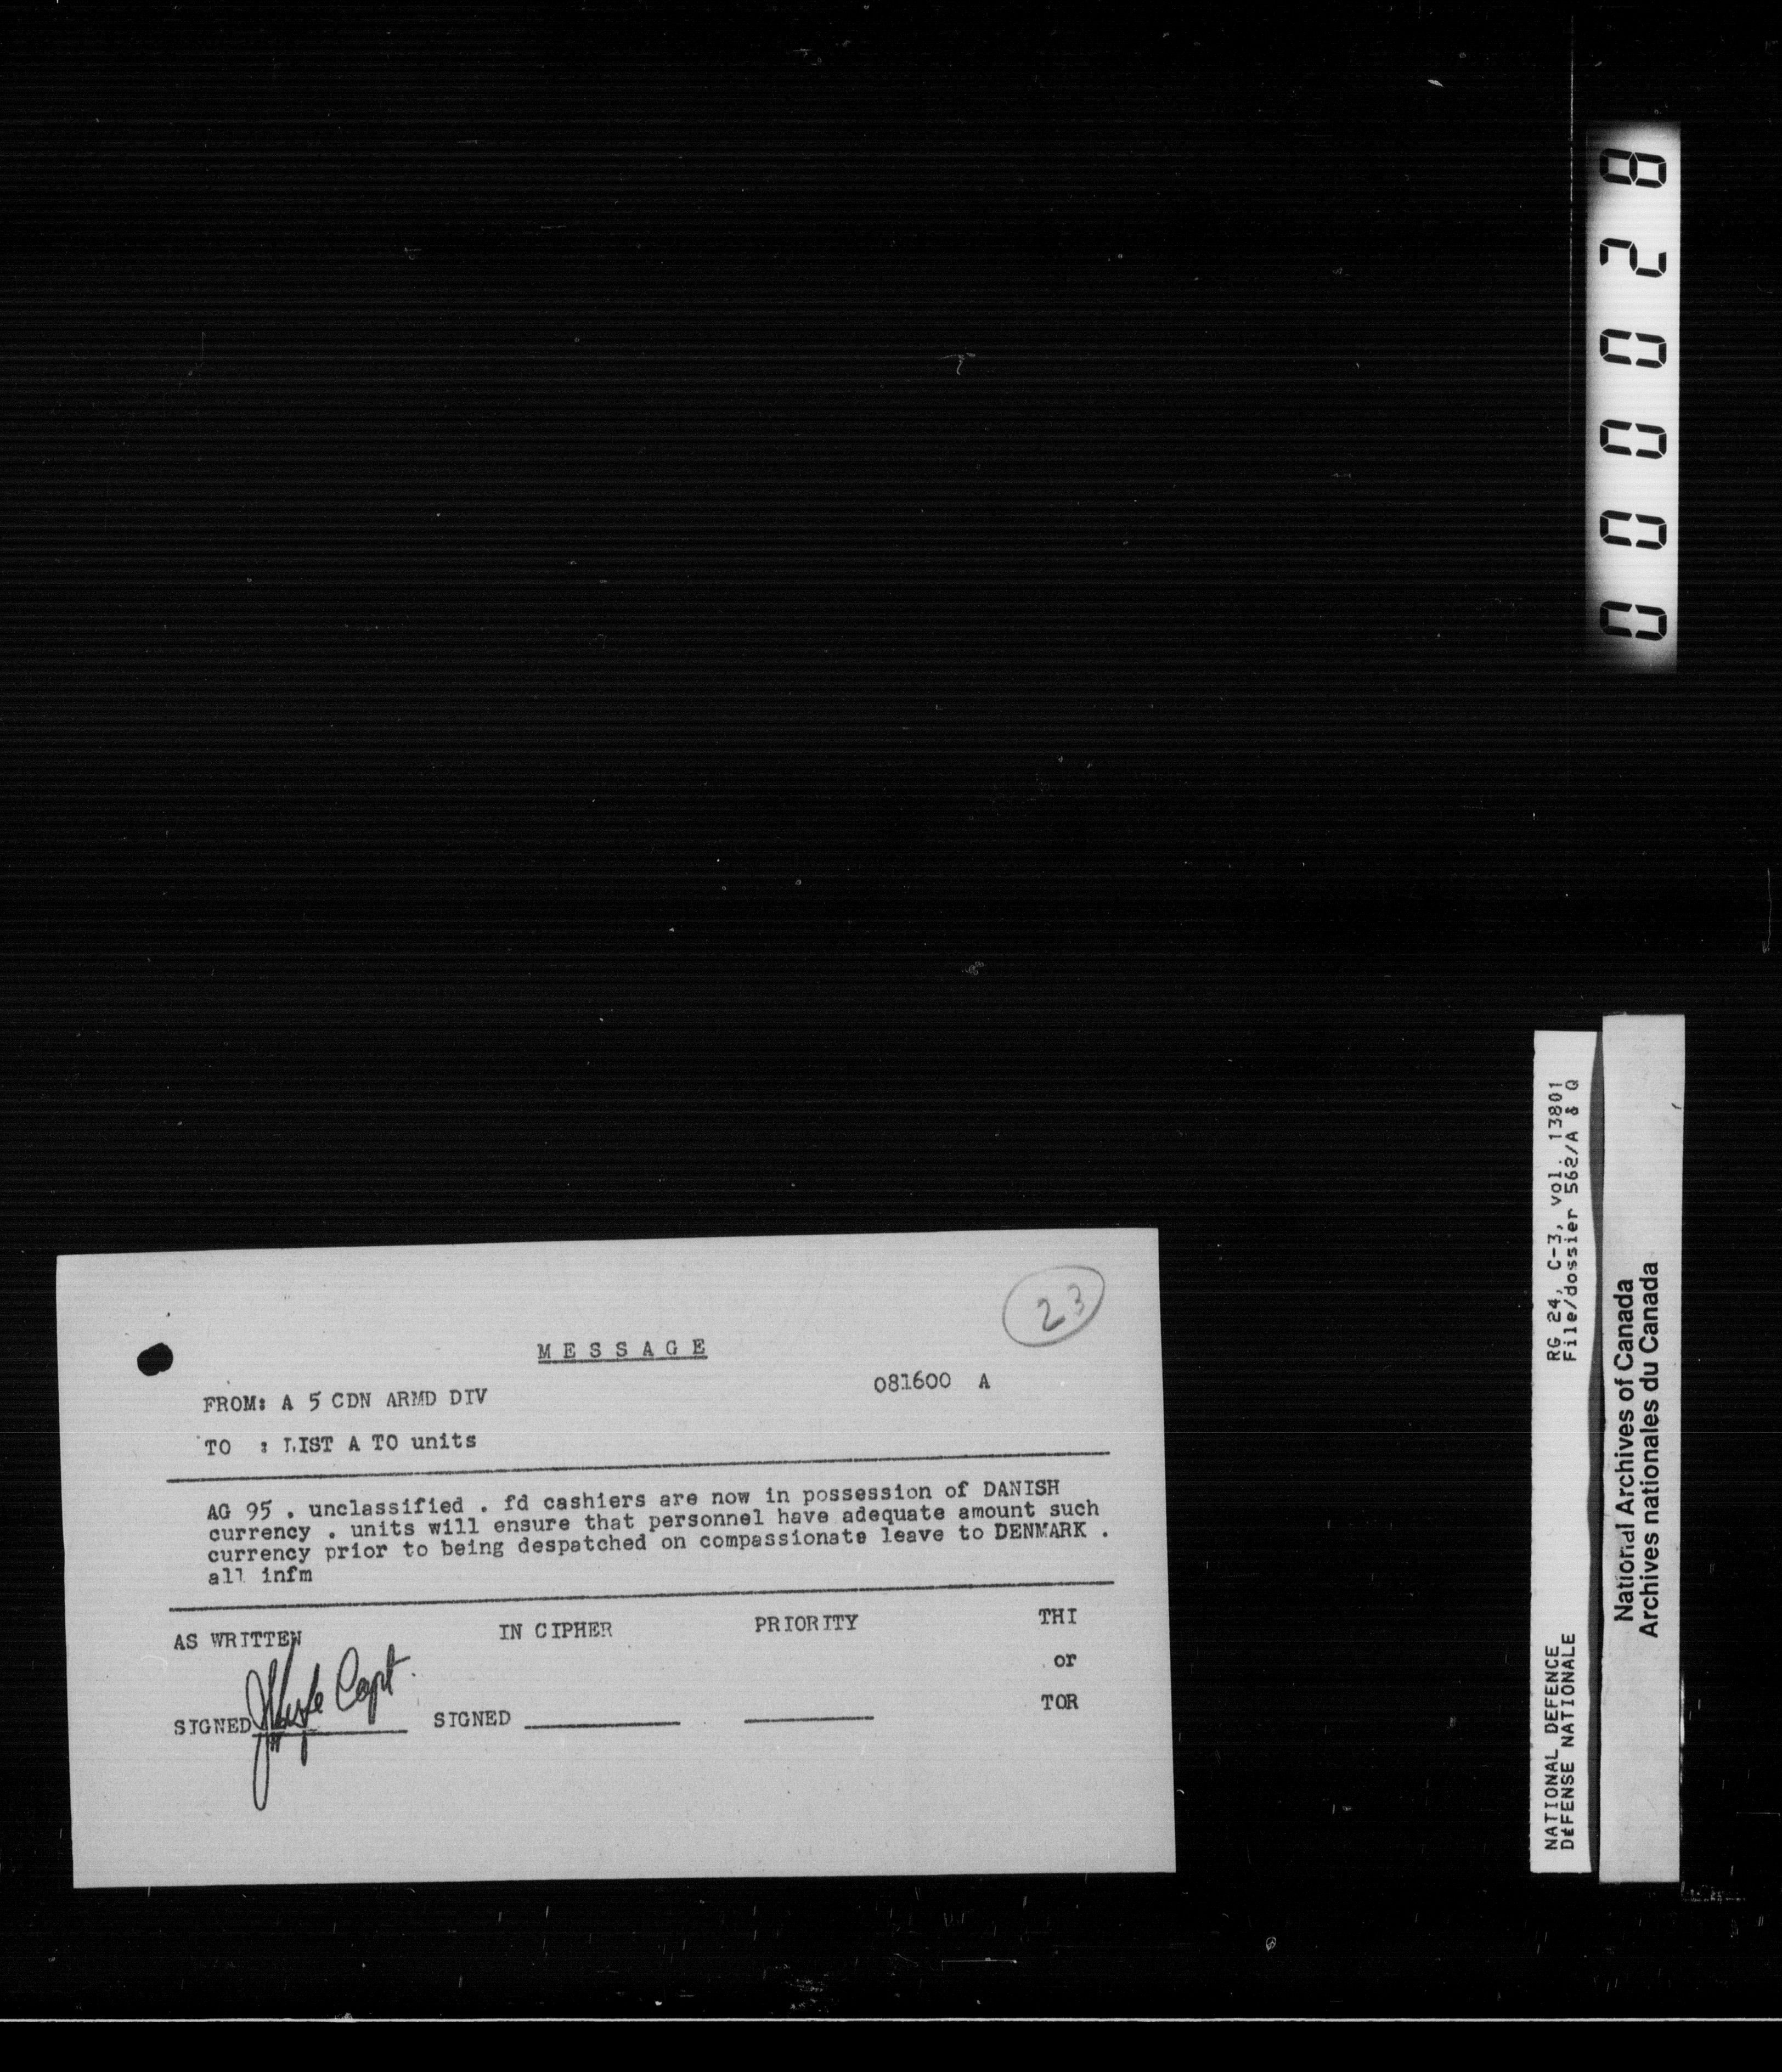 23
M E S S A G E
081600 A
FROM: A 5 CDN ARMD DIV
TO : LIST A TO units
AG 95 . unclassified . fd cashiers are now in possession of DANISH
currency . units will ensure that personnel have adequate amount such
currency prior to being despatched on compassionate leave to DENMARK .
all infm
AS WRITTEN IN CIPHER PRIORITY THI
or
SIGNED Capt. SIGNED TOR
000028
RG 24, C-3, vol. 13801
File/dossier 562/A & Q
NATIONAL DEFENCE
DEFENSE NATIONALE
National Archives of Canada
Archives nationales du Canada